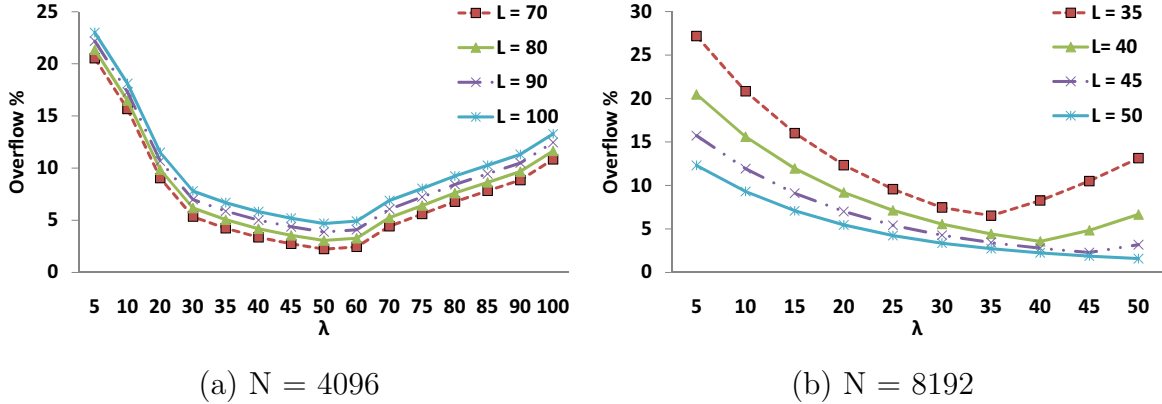 25
20
15
10
5
0
Overflow %
L = 70
L = 80
L = 90
L = 100
5 10 20 30 35 40 45 50 60 70 75 80 85 90 100
λ
(a) N = 4096
30
25
20
15
10
5
0
Overflow %
L = 35
L= 40
L = 45
L = 50
5 10 15 20 25 30 35 40 45 50
λ
(b) N = 8192